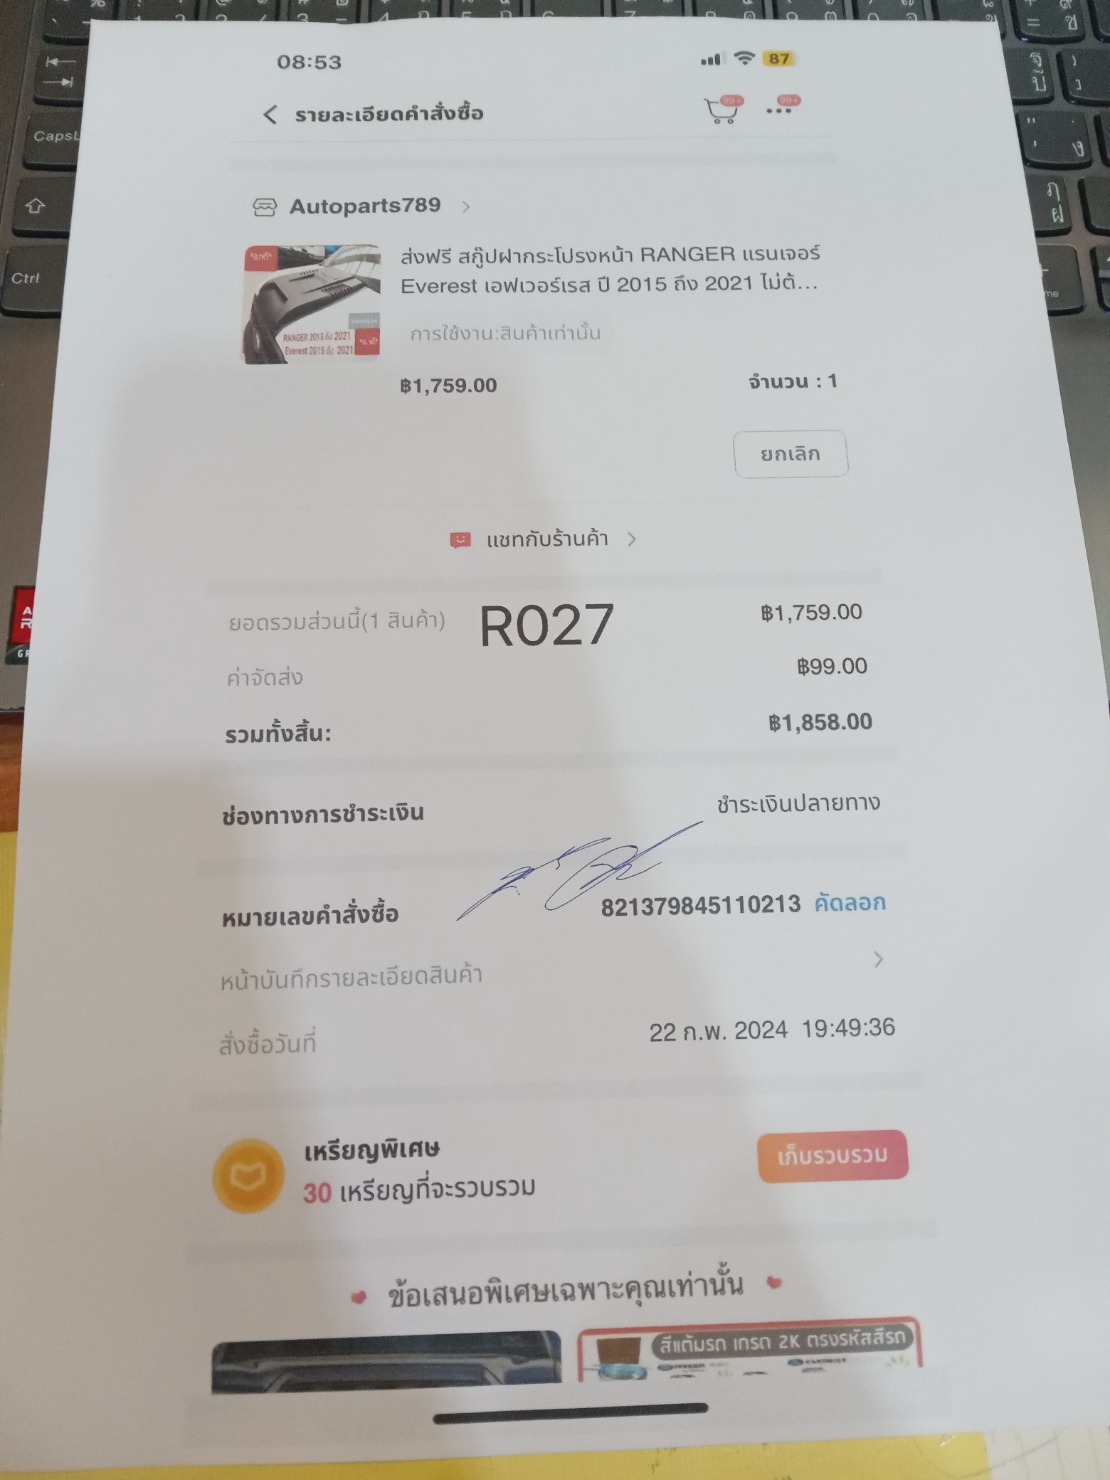 08:53
87
รายละเอียดคำสั่งซื้อ
99+
99+
Autoparts789
ส่งฟรี สกู๊ปฝากระโปรงหน้า RANGER แรนเจอร์
Everest เอฟเวอร์เรส ปี 2015 ถึง 2021 ไม่ต้...
RANGER 2015 ถึง 2021
Everest 2015 ถึง 2021
การใช้งาน:สินค้าเท่านั้น
฿1,759.00
จำนวน : 1
ยกเลิก
แชทกับร้านค้า
ยอดรวมส่วนนี้(1 สินค้า)
R027
฿1,759.00
ค่าจัดส่ง
฿99.00
รวมทั้งสิ้น:
฿1,858.00
ช่องทางการชำระเงิน
ชำระเงินปลายทาง
หมายเลขคำสั่งซื้อ
821379845110213 คัดลอก
หน้าบันทึกรายละเอียดสินค้า
สั่งซื้อวันที่
22 ก.พ. 2024 19:49:36
เหรียญพิเศษ
30 เหรียญที่จะรวบรวม
เก็บรวบรวม
ข้อเสนอพิเศษเฉพาะคุณเท่านั้น
สีแต้มรถ เกรด 2K ตรงรหัสสีรถ
CapsL
Ctrl